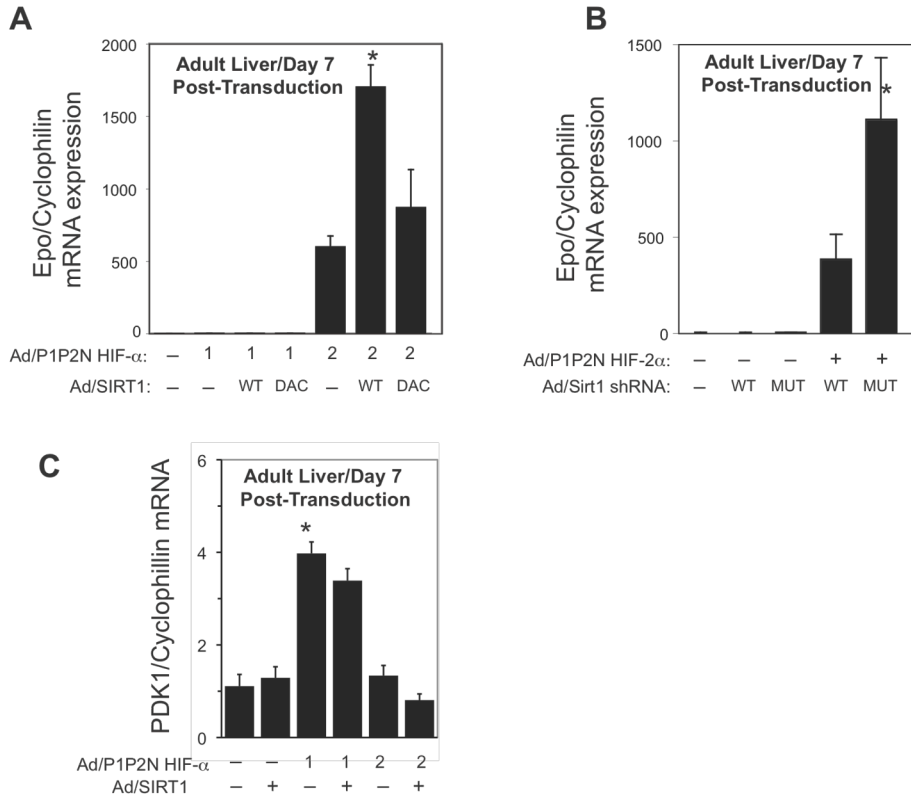 A
Epo/Cyclophilin
mRNA expression
2000
1500
1000
500
0
Adult Liver/Day 7
Post-Transduction
*
Ad/P1P2N HIF-α: – 1 1 1 2 2 2
Ad/SIRT1: – – WT DAC – WT DAC
B
Epo/Cyclophilin
mRNA expression
1500
1000
500
0
Adult Liver/Day 7
Post-Transduction
*
Ad/P1P2N HIF-2α: – – – + +
Ad/Sirt1 shRNA: – WT MUT WT MUT
C
PDK1/Cyclophillin mRNA
6
4
2
0
Adult Liver/Day 7
Post-Transduction
*
Ad/P1P2N HIF-α – – 1 1 2 2
Ad/SIRT1 – + – + – +